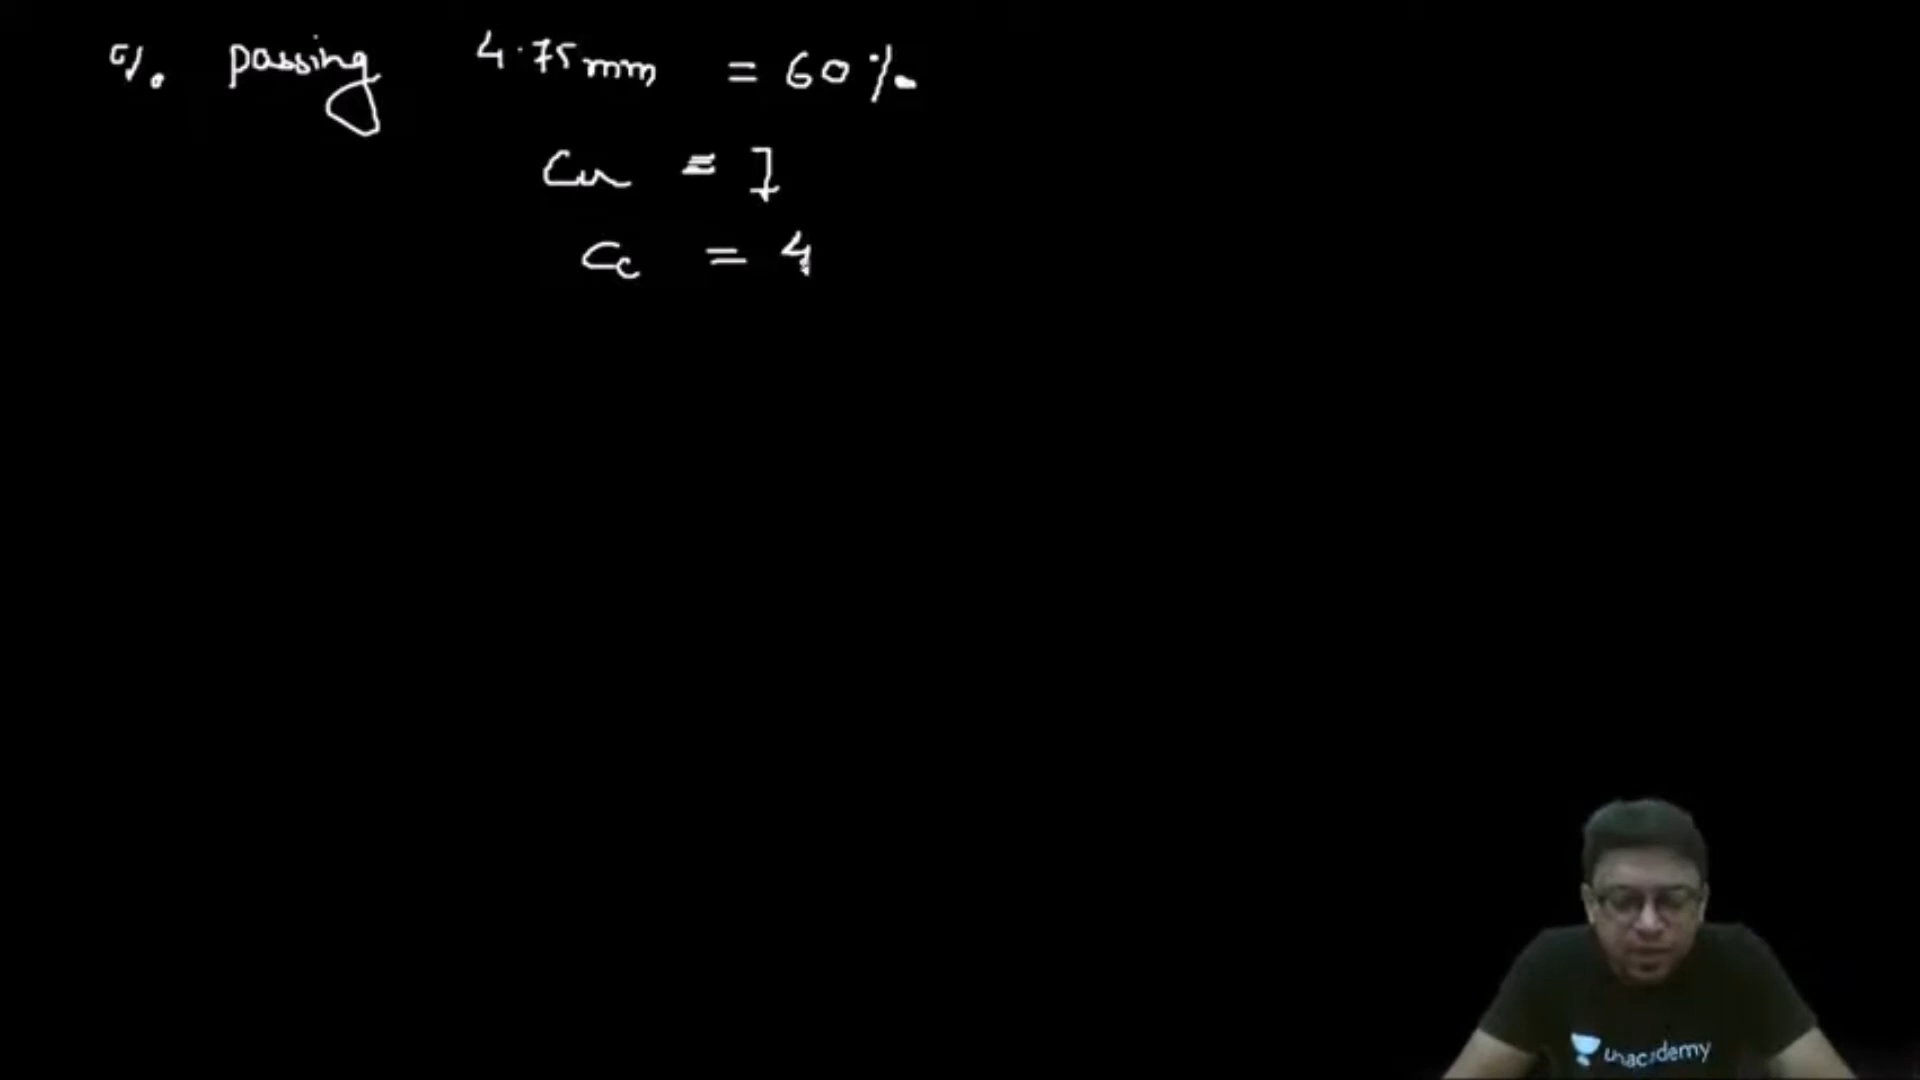 % passing 4.75mm = 60%
Cu = 7
Cc = 4
unacademy